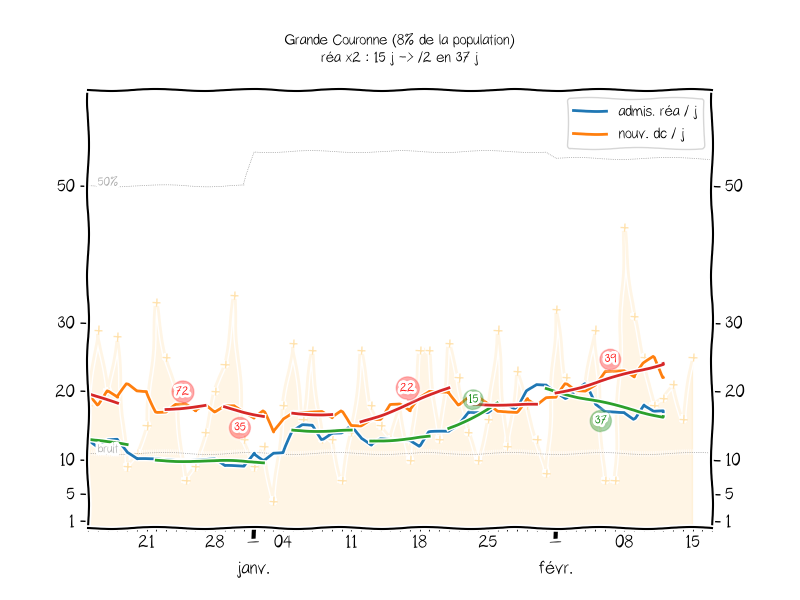 Grande Couronne (8% de la population)
réa x2 : 15 j -> /2 en 37 j
admis. réa / j
nouv. dc / j
50%
50 50
30 30
39
72 22
20 15 20
35 37
bruit
10 10
5 5
1 1
21 28 04 11 18 25 08 15
janv. févr.